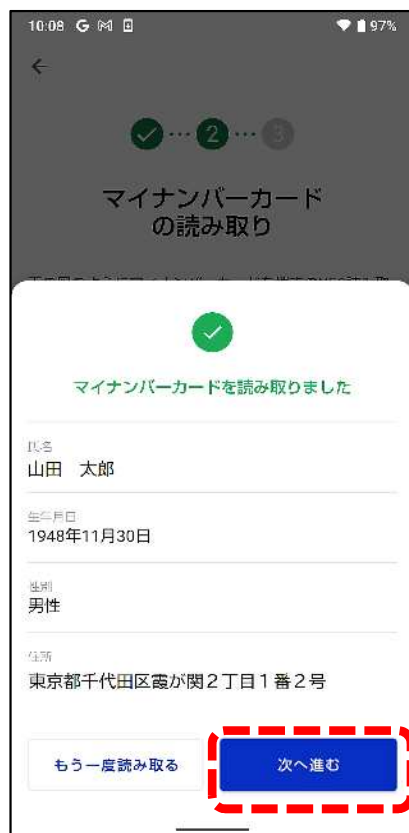 10:08 G 97%
✓ … 2 … 3
マイナンバーカード
の読み取り
マイナンバーカードを読み取りました
氏名
山田 太郎
生年月日
1948年11月30日
性別
男性
住所
東京都千代田区霞が関2丁目1番2号
もう一度読み取る
次へ進む